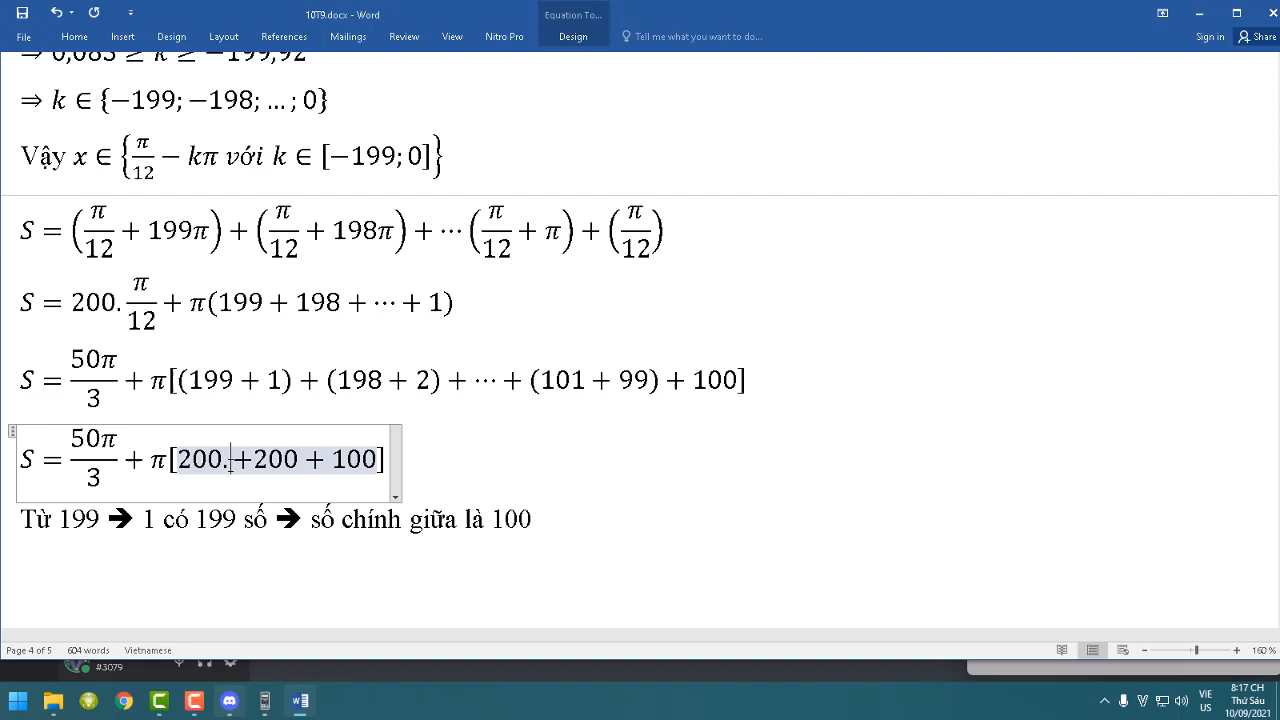 10T9.docx - Word
Equation To...
File Home Insert Design Layout References Mailings Review View Nitro Pro Design Tell me what you want to do... Sign in Share
⇒ 0,083 ≥ k ≥ −199,92
⇒ k ∈ {−199; −198; … ; 0}
Vậy x ∈ {π/12 − kπ với k ∈ [−199; 0]}
S = (π/12 + 199π) + (π/12 + 198π) + ⋯ (π/12 + π) + (π/12)
S = 200. π/12 + π(199 + 198 + ⋯ + 1)
S = 50π/3 + π[(199 + 1) + (198 + 2) + ⋯ + (101 + 99) + 100]
S = 50π/3 + π[200. +200 + 100]
Từ 199 → 1 có 199 số → số chính giữa là 100
Page 4 of 5 604 words Vietnamese 160 %
#3079
VIE
US
8:17 CH
Thứ Sáu
10/09/2021